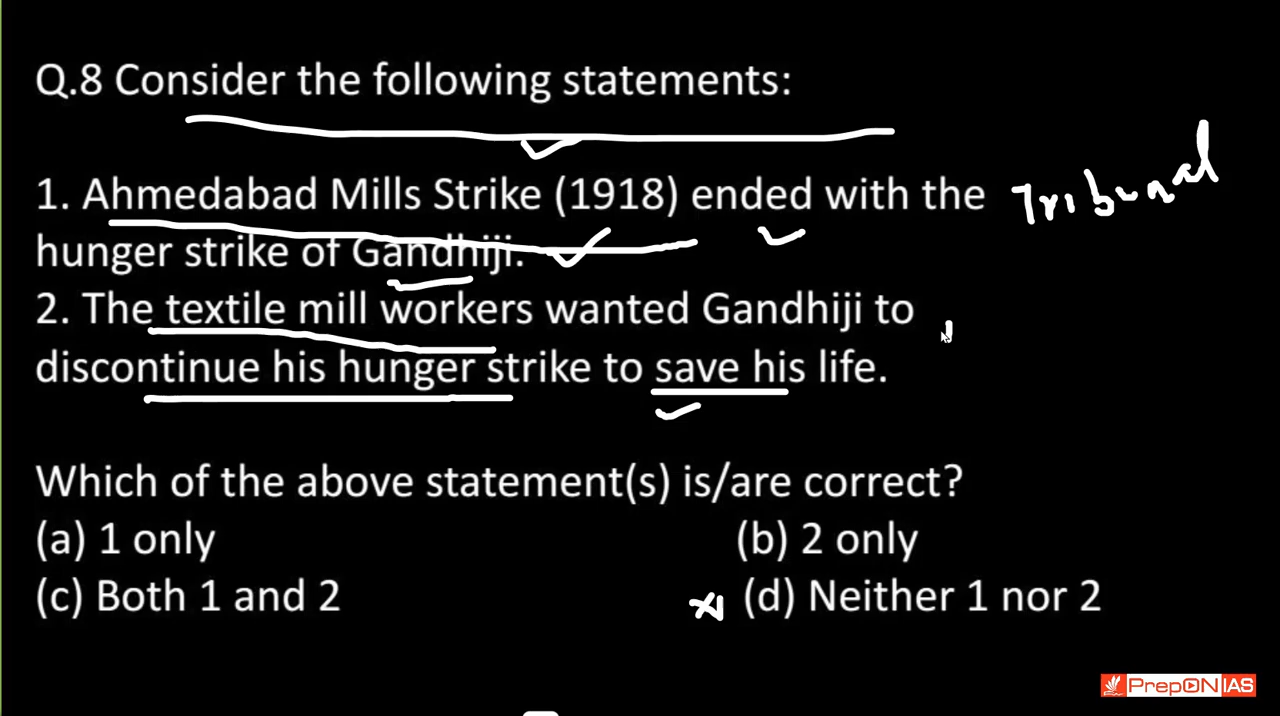 Q.8 Consider the following statements:
1. Ahmedabad Mills Strike (1918) ended with the Tribunal
hunger strike of Gandhiji.
2. The textile mill workers wanted Gandhiji to
discontinue his hunger strike to save his life.
Which of the above statement(s) is/are correct?
(a) 1 only (b) 2 only
(c) Both 1 and 2 (d) Neither 1 nor 2
PrepON IAS